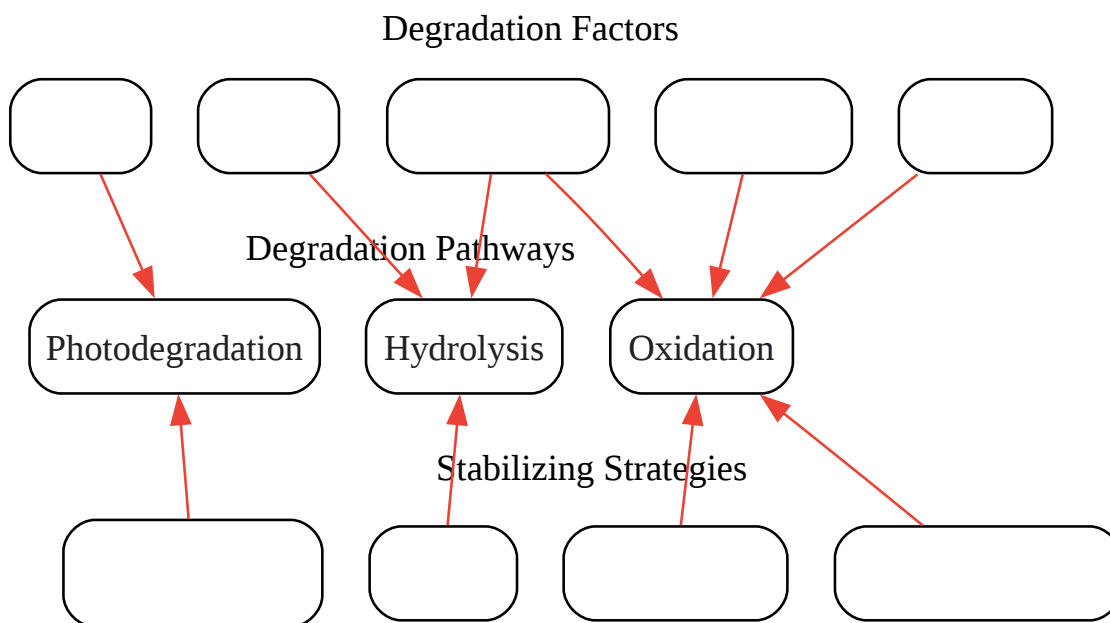 Degradation Factors
Degradation Pathways
Photodegradation
Hydrolysis
Oxidation
Stabilizing Strategies